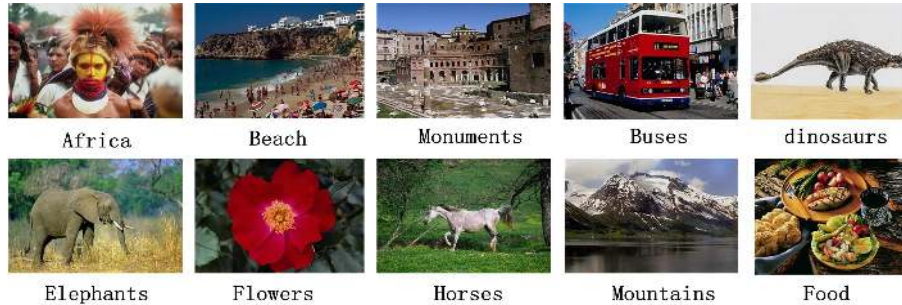 Africa
Beach
Monuments
Buses
dinosaurs
Elephants
Flowers
Horses
Mountains
Food